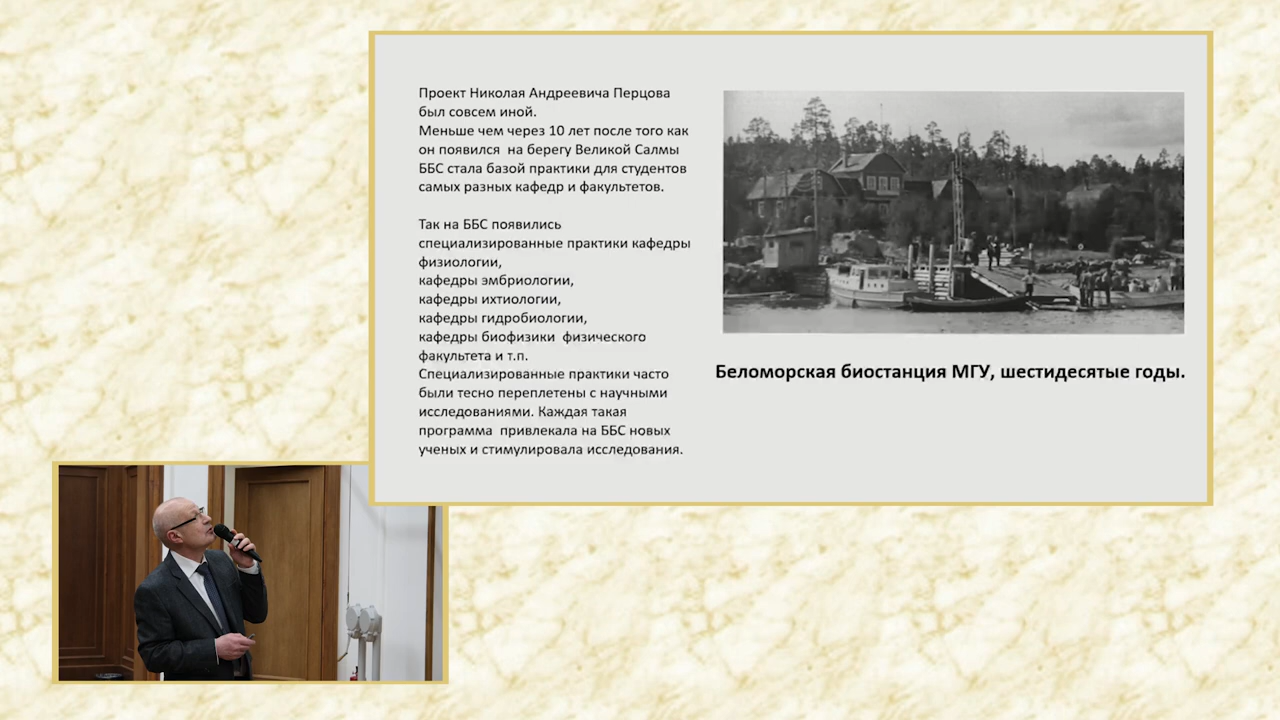 Проект Николая Андреевича Перцова
был совсем иной.
Меньше чем через 10 лет после того как
он появился на берегу Великой Салмы
ББС стала базой практики для студентов
самых разных кафедр и факультетов.
Так на ББС появились
специализированные практики кафедры
физиологии,
кафедры эмбриологии,
кафедры ихтиологии,
кафедры гидробиологии,
кафедры биофизики физического
факультета и т.п.
Специализированные практики часто
были тесно переплетены с научными
исследованиями. Каждая такая
программа привлекала на ББС новых
ученых и стимулировала исследования.
Беломорская биостанция МГУ, шестидесятые годы.